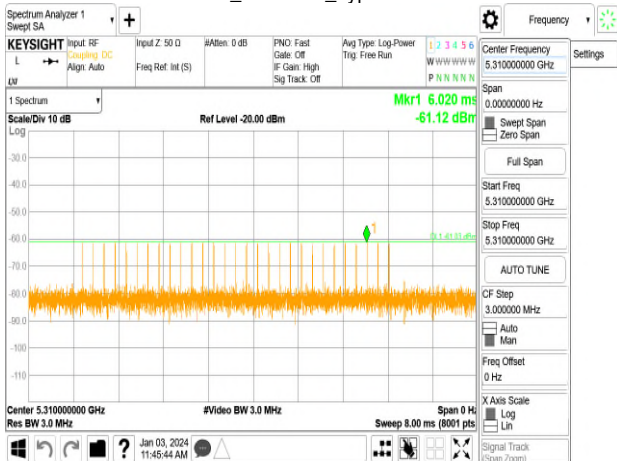 Spectrum Analyzer 1
Swept SA
+
Frequency
KEYSIGHT
L
Input: RF
Coupling: DC
Align: Auto
Input Z: 50 Ω
Freq Ref: Int (S)
#Atten: 0 dB
PNO: Fast
Gate: Off
IF Gain: High
Sig Track: Off
Avg Type: Log-Power
Trig: Free Run
1 2 3 4 5 6
W W W W W W
P N N N N N
Center Frequency
5.310000000 GHz
Settings
1 Spectrum
Mkr1 6.020 ms
Scale/Div 10 dB
Ref Level -20.00 dBm
-61.12 dBm
Log
-30.0
-40.0
-50.0
-60.0
-70.0
-80.0
-90.0
-100
-110
1
Span
0.00000000 Hz
Swept Span
Zero Span
Full Span
Start Freq
5.310000000 GHz
Stop Freq
5.310000000 GHz
AUTO TUNE
CF Step
3.000000 MHz
Auto
Man
Freq Offset
0 Hz
X Axis Scale
Log
Lin
Signal Track
(Span Zoom)
Center 5.310000000 GHz
#Video BW 3.0 MHz
Span 0 Hz
Res BW 3.0 MHz
Sweep 8.00 ms (8001 pts)
?
Jan 03, 2024
11:45:44 AM